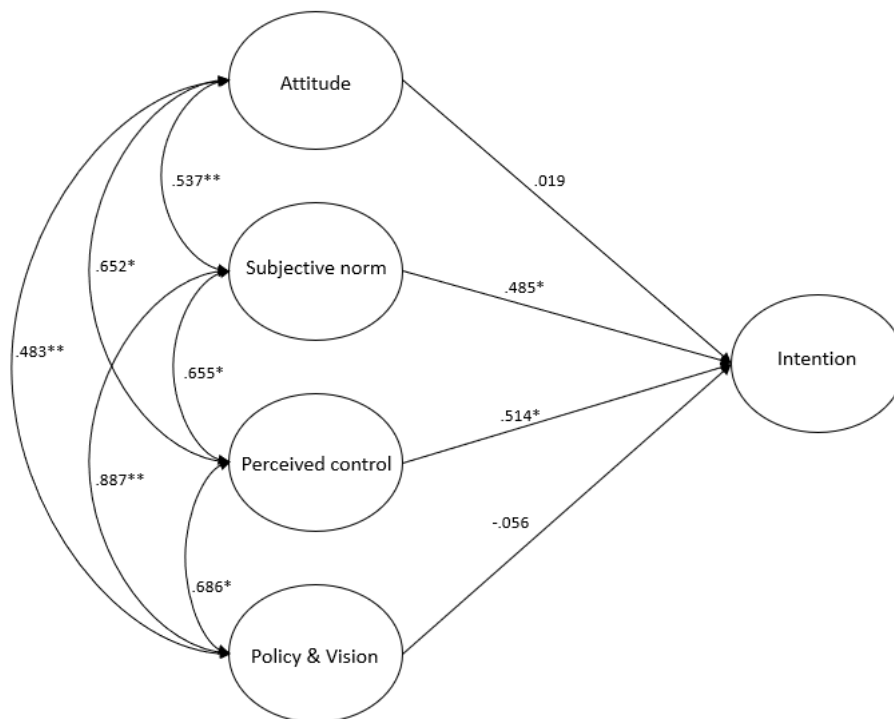 Attitude
.019
.537**
Subjective norm
.652*
.485*
Intention
.483**
.655*
.514*
Perceived control
.887**
-.056
.686*
Policy & Vision